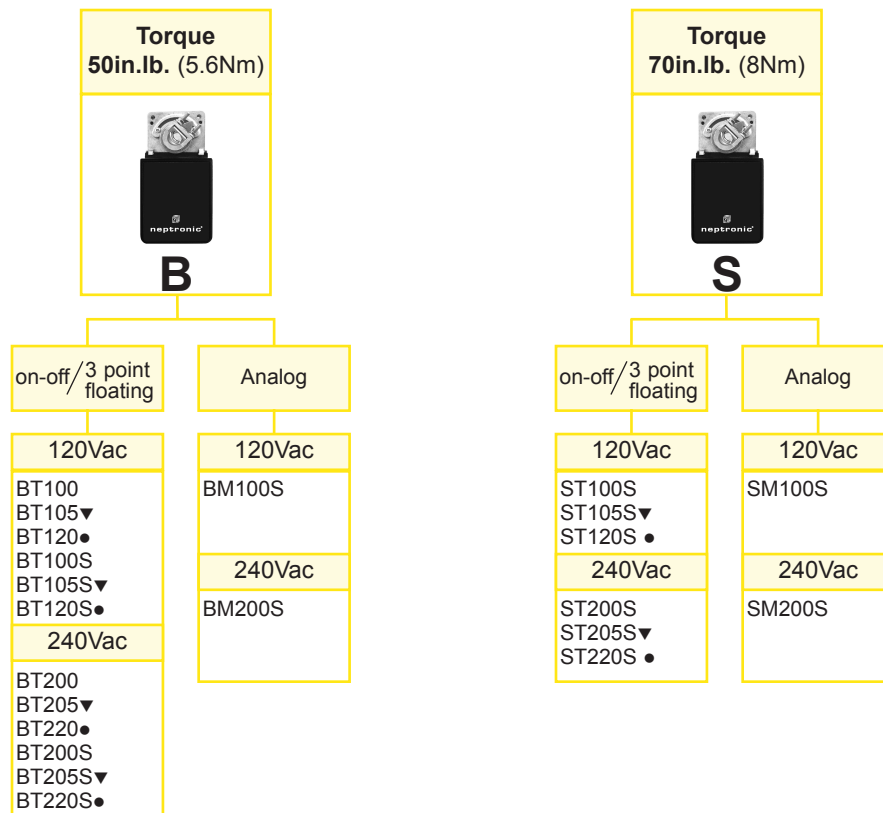 Torque
50in.lb. (5.6Nm)
neptronic
B
on-off/3 point
floating
Analog
120Vac
BT100
BT105▼
BT120●
BT100S
BT105S▼
BT120S●
240Vac
BT200
BT205▼
BT220●
BT200S
BT205S▼
BT220S●
120Vac
BM100S
240Vac
BM200S
Torque
70in.lb. (8Nm)
neptronic
S
on-off/3 point
floating
Analog
120Vac
ST100S
ST105S▼
ST120S ●
240Vac
ST200S
ST205S▼
ST220S ●
120Vac
SM100S
240Vac
SM200S